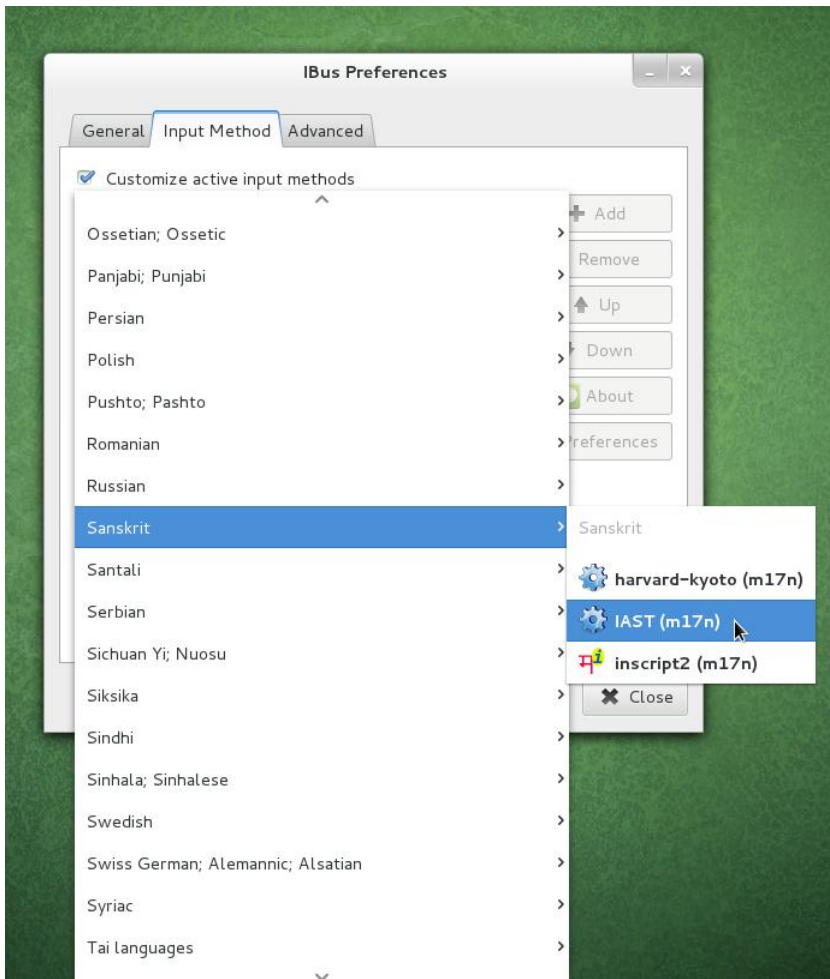 IBus Preferences
General Input Method Advanced
Customize active input methods
Add
Remove
Up
Down
About
Preferences
Ossetian; Ossetic
Panjabi; Punjabi
Persian
Polish
Pushto; Pashto
Romanian
Russian
Sanskrit
Santali
Serbian
Sichuan Yi; Nuosu
Siksika
Sindhi
Sinhala; Sinhalese
Swedish
Swiss German; Alemannic; Alsatian
Syriac
Tai languages
Sanskrit
harvard-kyoto (m17n)
IAST (m17n)
inscript2 (m17n)
Close